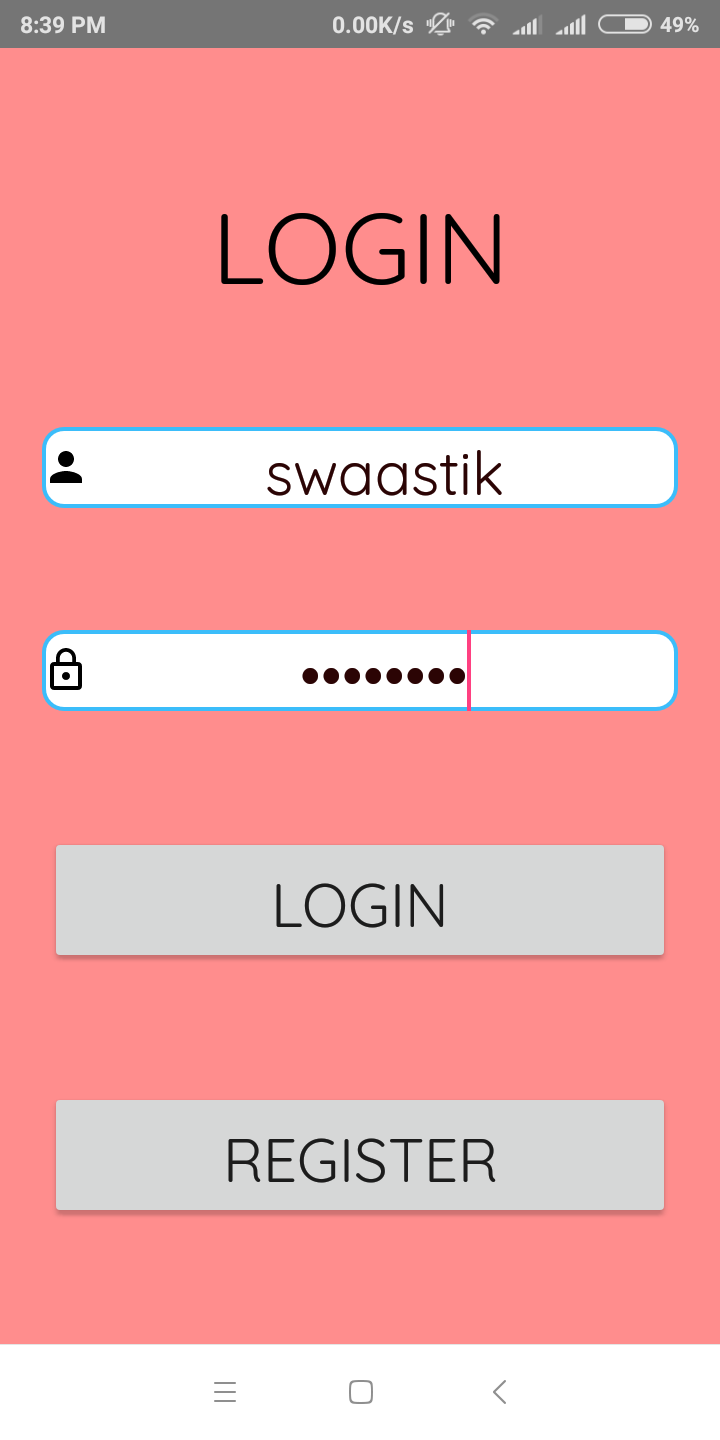 8:39 PM 0.00K/s 49%
LOGIN
swaastik
••••••••
LOGIN
REGISTER